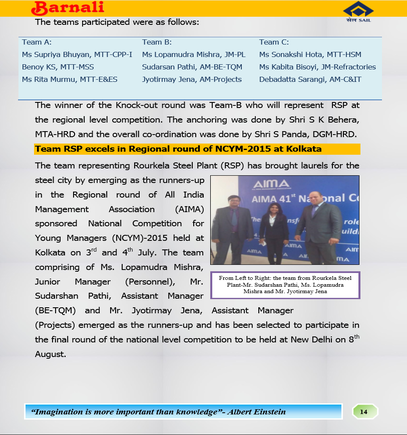 Barnali
SAIL
The teams participated were as follows:
Team A:
Ms Supriya Bhuyan, MTT-CPP-I
Benoy KS, MTT-MSS
Ms Rita Murmu, MTT-E&ES
Team B:
Ms Lopamudra Mishra, JM-PL
Sudarsan Pathi, AM-BE-TQM
Jyotirmay Jena, AM-Projects
Team C:
Ms Sonakshi Hota, MTT-HSM
Ms Kabita Bisoyi, JM-Refractories
Debadatta Sarangi, AM-C&IT
The winner of the Knock-out round was Team-B who will represent RSP at
the regional level competition. The anchoring was done by Shri S K Behera,
MTA-HRD and the overall co-ordination was done by Shri S Panda, DGM-HRD.
Team RSP excels in Regional round of NCYM-2015 at Kolkata
The team representing Rourkela Steel Plant (RSP) has brought laurels for the
steel city by emerging as the runners-up
in the Regional round of All India
Management Association (AIMA)
sponsored National Competition for
Young Managers (NCYM)-2015 held at
Kolkata on 3rd and 4th July. The team
comprising of Ms. Lopamudra Mishra,
Junior Manager (Personnel), Mr.
Sudarshan Pathi, Assistant Manager
(BE-TQM) and Mr. Jyotirmay Jena, Assistant Manager
(Projects) emerged as the runners-up and has been selected to participate in
the final round of the national level competition to be held at New Delhi on 8th
August.
AIMA
AIMA
AIMA 41st National Co
From Left to Right: the team from Rourkela Steel
Plant-Mr. Sudarshan Pathi, Ms. Lopamudra
Mishra and Mr. Jyotirmay Jena
"Imagination is more important than knowledge"- Albert Einstein
14